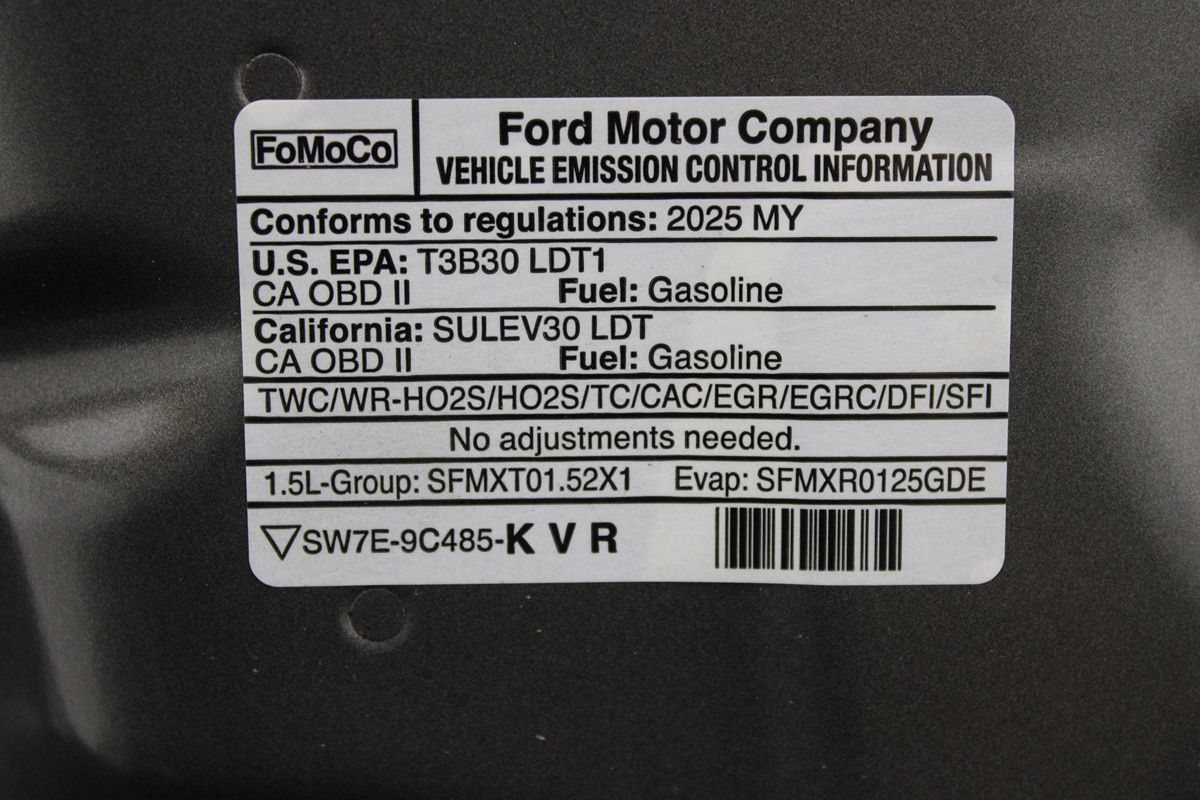 FoMoCo
Ford Motor Company
VEHICLE EMISSION CONTROL INFORMATION
Conforms to regulations: 2025 MY
U.S. EPA: T3B30 LDT1
CA OBD II Fuel: Gasoline
California: SULEV30 LDT
CA OBD II Fuel: Gasoline
TWC/WR-HO2S/HO2S/TC/CAC/EGR/EGRC/DFI/SFI
No adjustments needed.
1.5L-Group: SFMXT01.52X1 Evap: SFMXR0125GDE
SW7E-9C485-K V R